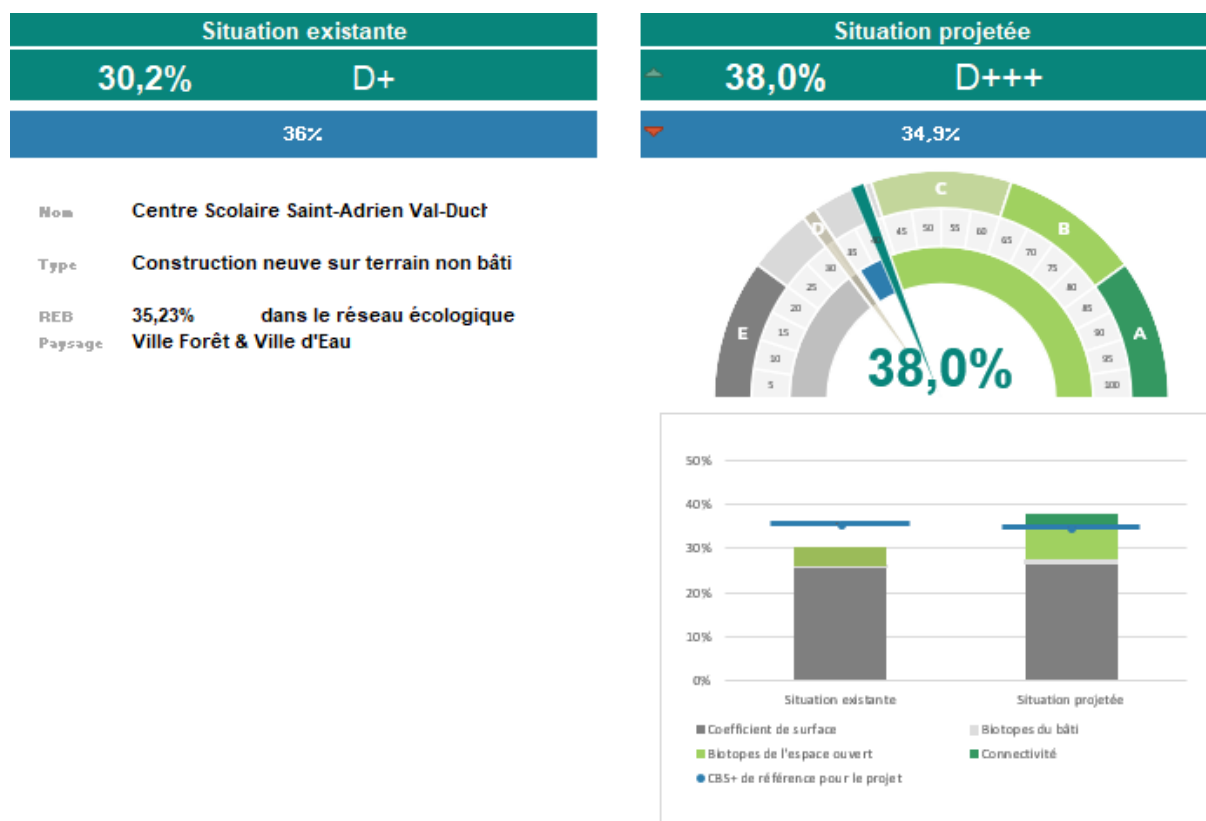 Situation existante
30,2% D+
36%
Situation projetée
38,0% D+++
34,9%
Nom Centre Scolaire Saint-Adrien Val-Duch
Type Construction neuve sur terrain non bâti
REB 35,23% dans le réseau écologique
Paysage Ville Forêt & Ville d'Eau
E D C B A
5 10 15 20 25 30 35 45 50 55 60 65 70 75 80 85 90 95 100
38,0%
50%
40%
30%
20%
10%
0%
Situation existante Situation projetée
Coefficient de surface Biotopes du bâti
Biotopes de l'espace ouvert Connectivité
CBS+ de référence pour le projet